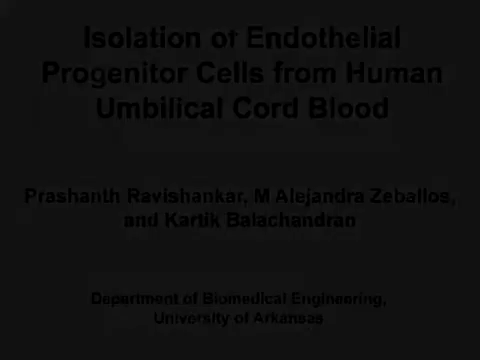 Isolation of Endothelial
Progenitor Cells from Human
Umbilical Cord Blood
Prashanth Ravishankar, M Alejandra Zeballos,
and Kartik Balachandran
Department of Biomedical Engineering,
University of Arkansas